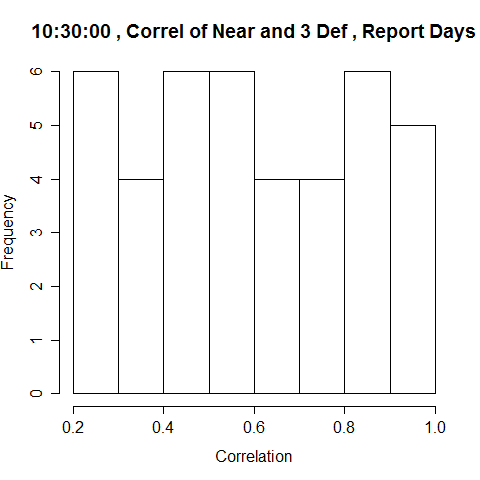 10:30:00 , Correl of Near and 3 Def , Report Days
Frequency
6
5
4
3
2
1
0
0.2 0.4 0.6 0.8 1.0
Correlation